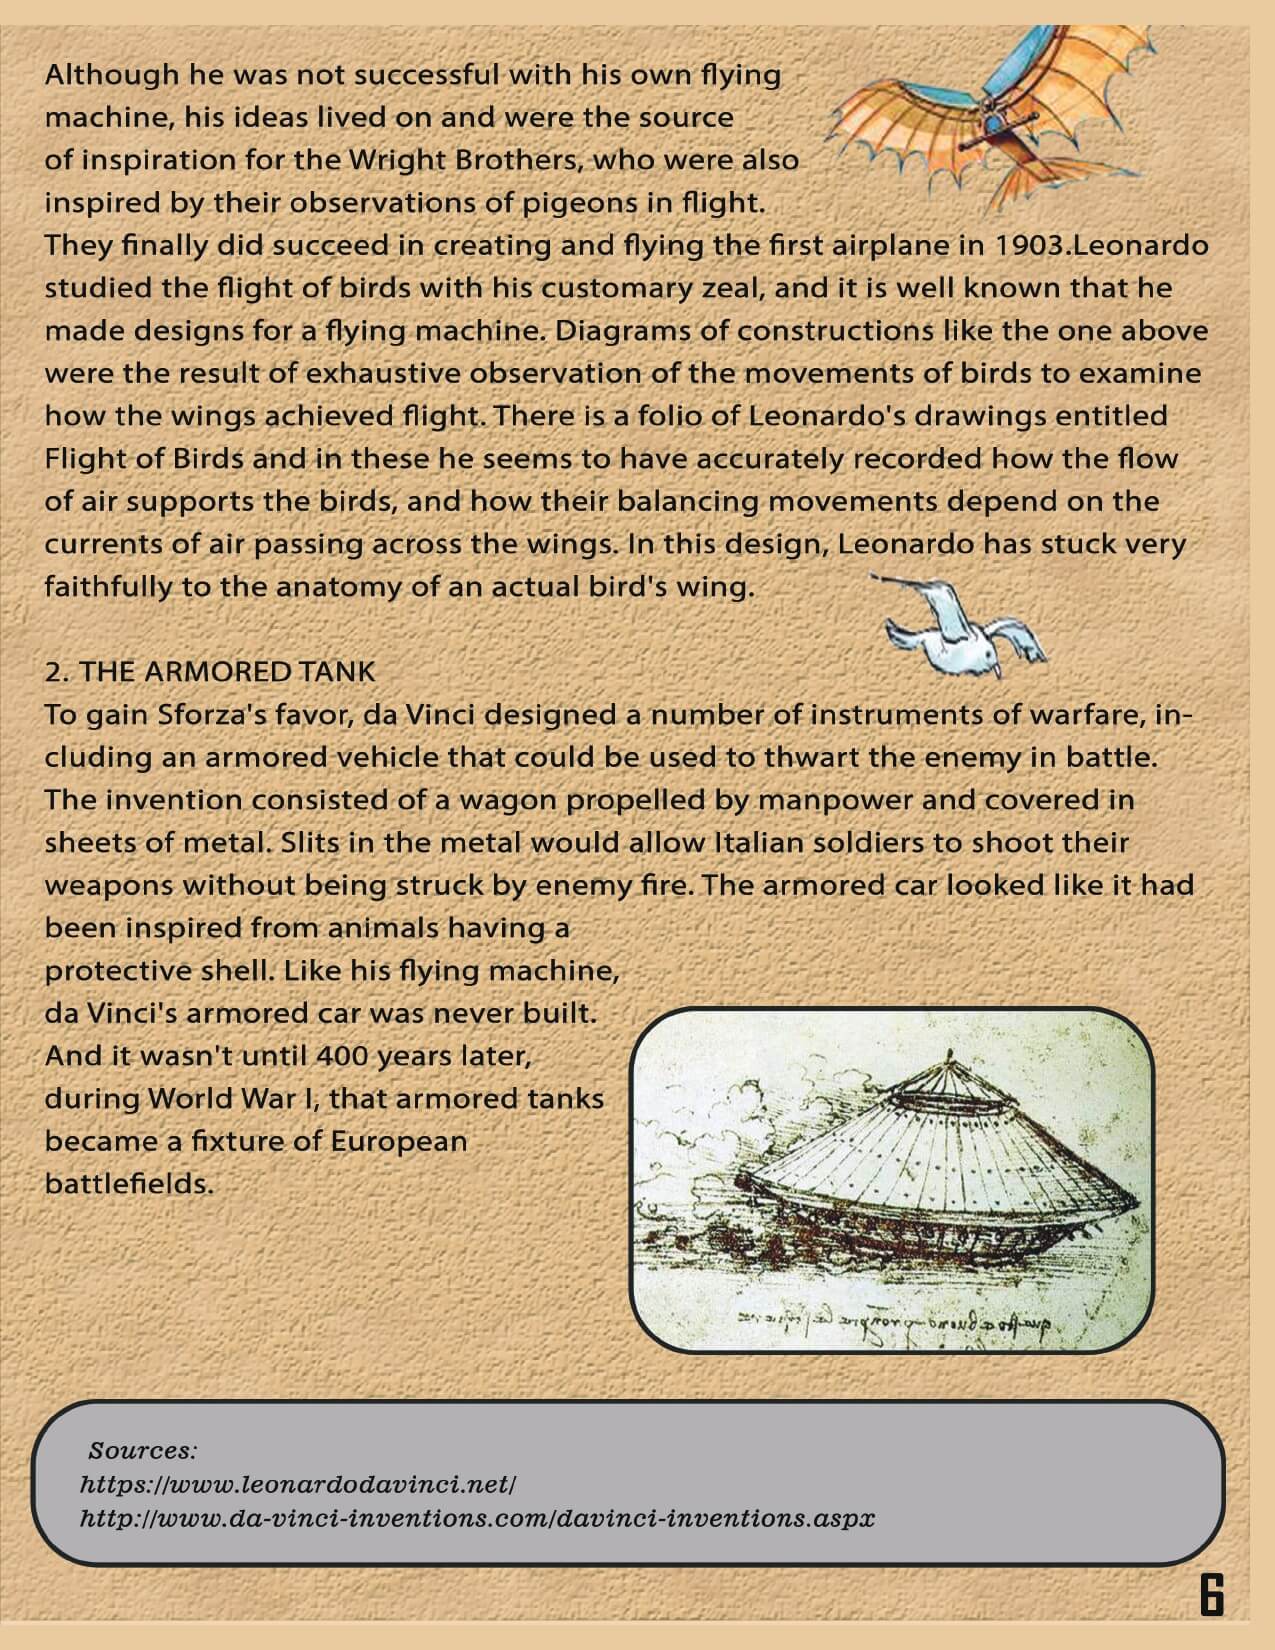 Although he was not successful with his own flying
machine, his ideas lived on and were the source
of inspiration for the Wright Brothers, who were also
inspired by their observations of pigeons in flight.
They finally did succeed in creating and flying the first airplane in 1903.Leonardo
studied the flight of birds with his customary zeal, and it is well known that he
made designs for a flying machine. Diagrams of constructions like the one above
were the result of exhaustive observation of the movements of birds to examine
how the wings achieved flight. There is a folio of Leonardo's drawings entitled
Flight of Birds and in these he seems to have accurately recorded how the flow
of air supports the birds, and how their balancing movements depend on the
currents of air passing across the wings. In this design, Leonardo has stuck very
faithfully to the anatomy of an actual bird's wing.
2. THE ARMORED TANK
To gain Sforza's favor, da Vinci designed a number of instruments of warfare, in-
cluding an armored vehicle that could be used to thwart the enemy in battle.
The invention consisted of a wagon propelled by manpower and covered in
sheets of metal. Slits in the metal would allow Italian soldiers to shoot their
weapons without being struck by enemy fire. The armored car looked like it had
been inspired from animals having a
protective shell. Like his flying machine,
da Vinci's armored car was never built.
And it wasn't until 400 years later,
during World War I, that armored tanks
became a fixture of European
battlefields.
Sources:
https://www.leonardodavinci.net/
http://www.da-vinci-inventions.com/davinci-inventions.aspx
6